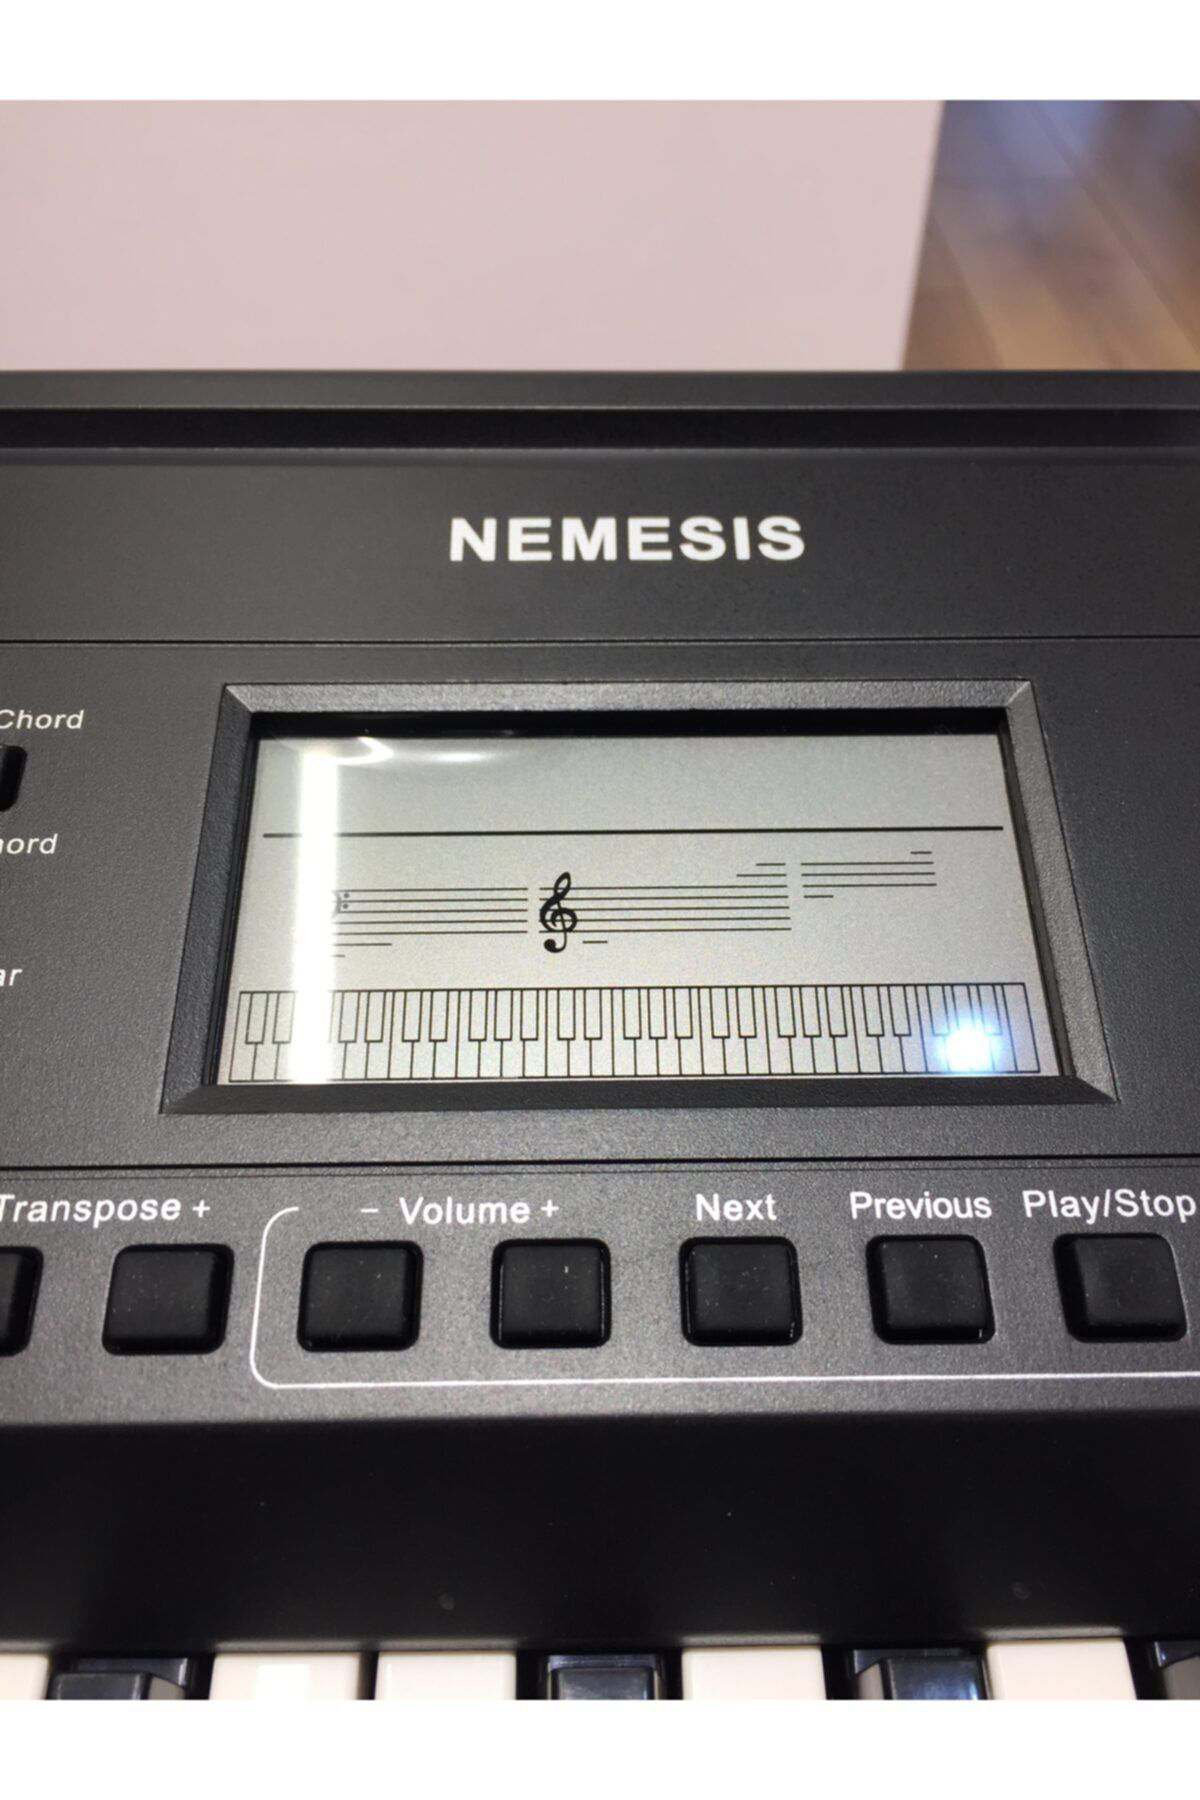 NEMESIS
Chord
hord
ar
Transpose +
- Volume +
Next
Previous
Play/Stop